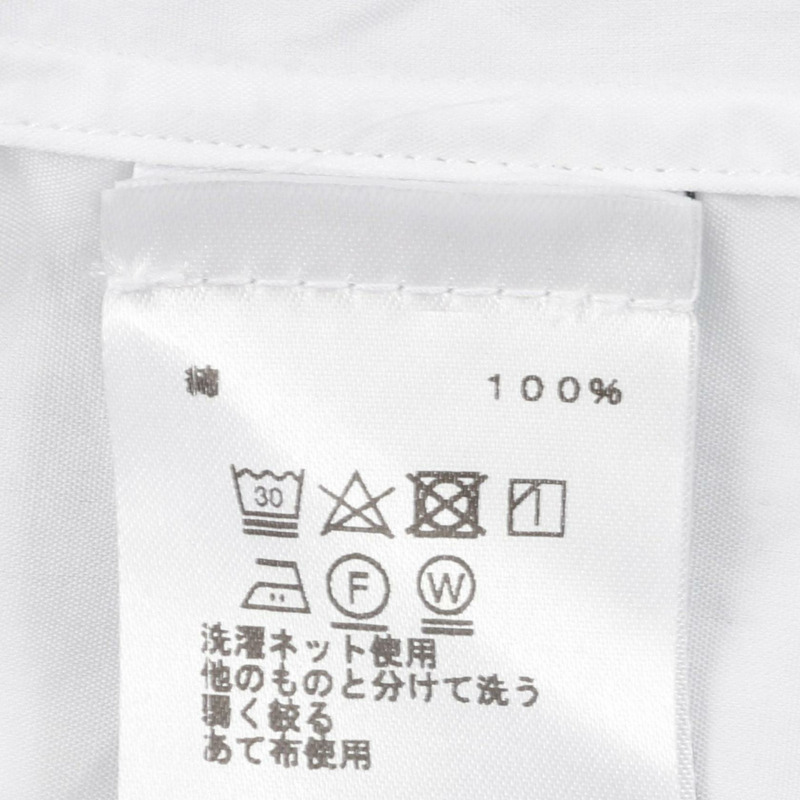 綿 100%
30
F W
洗濯ネット使用
他のものと分けて洗う
弱く絞る
あて布使用